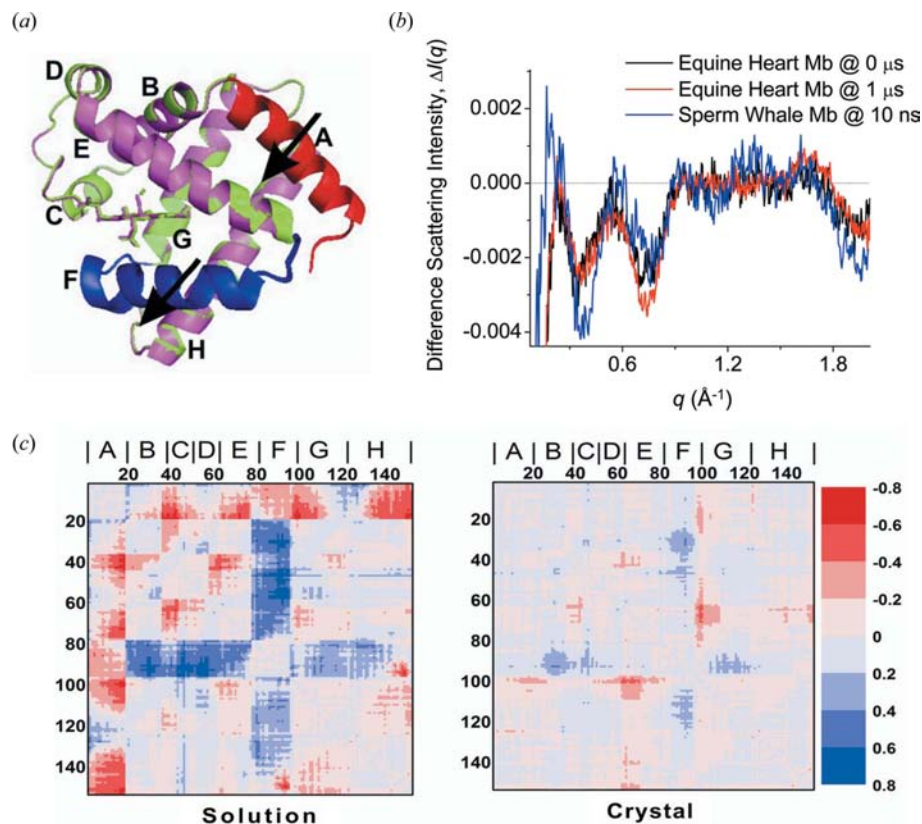 (a)
D
B
E
A
C
G
F
H
(b)
Difference Scattering Intensity, ΔI(q)
Equine Heart Mb @ 0 μs
Equine Heart Mb @ 1 μs
Sperm Whale Mb @ 10 ns
0.002
0.000
-0.002
-0.004
0.6 1.2 1.8
q (Å⁻¹)
(c)
| A | B | C | D | E | F | G | H |
20 40 60 80 100 120 140
20
40
60
80
100
120
140
Solution
| A | B | C | D | E | F | G | H |
20 40 60 80 100 120 140
20
40
60
80
100
120
140
Crystal
-0.8
-0.6
-0.4
-0.2
0
0.2
0.4
0.6
0.8